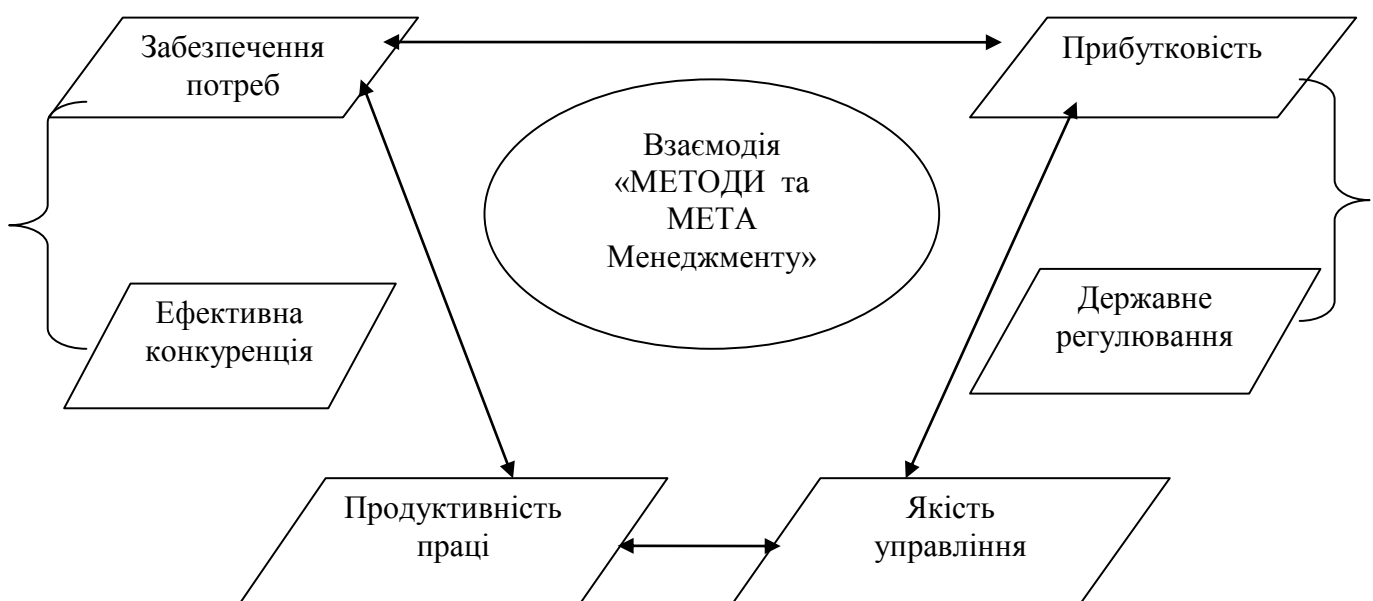 Забезпечення
потреб
Прибутковість
Взаємодія
«МЕТОДИ та
МЕТА
Менеджменту»
Ефективна
конкуренція
Державне
регулювання
Продуктивність
праці
Якість
управління